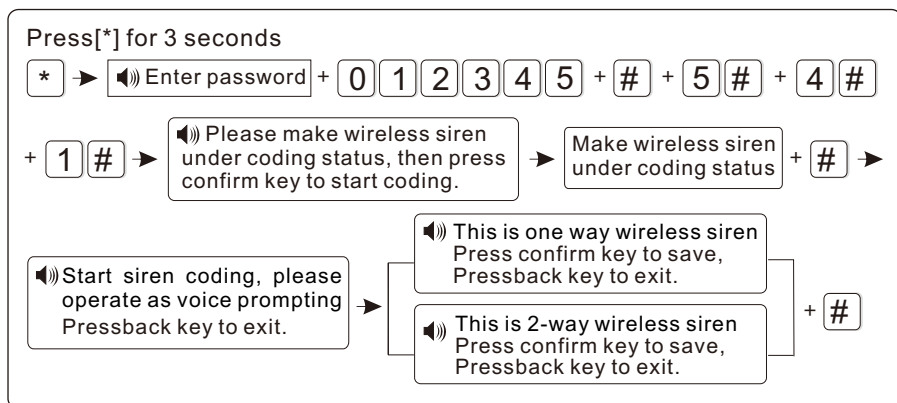 Press[*] for 3 seconds
* Enter password + 0 1 2 3 4 5 + # + 5 # + 4 #
+ 1 # Please make wireless siren
under coding status, then press
confirm key to start coding.
Make wireless siren
under coding status
+ #
Start siren coding, please
operate as voice prompting
Pressback key to exit.
This is one way wireless siren
Press confirm key to save,
Pressback key to exit.
This is 2-way wireless siren
Press confirm key to save,
Pressback key to exit.
+ #